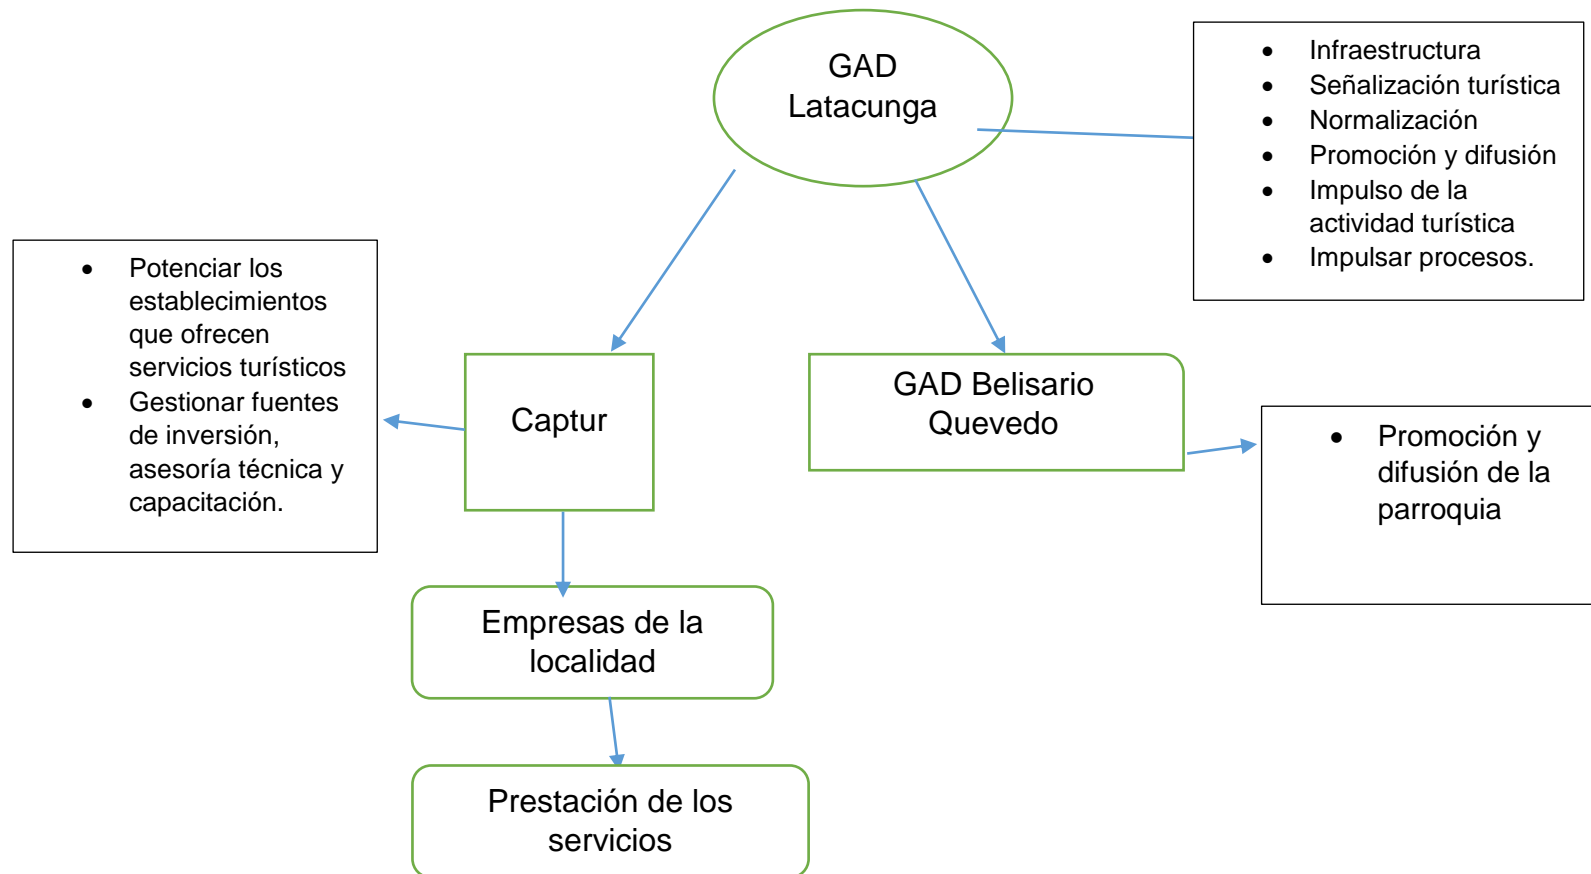 GAD
Latacunga
• Infraestructura
• Señalización turística
• Normalización
• Promoción y difusión
• Impulso de la
actividad turística
• Impulsar procesos.
• Potenciar los
establecimientos
que ofrecen
servicios turísticos
• Gestionar fuentes
de inversión,
asesoría técnica y
capacitación.
Captur
GAD Belisario
Quevedo
• Promoción y
difusión de la
parroquia
Empresas de la
localidad
Prestación de los
servicios